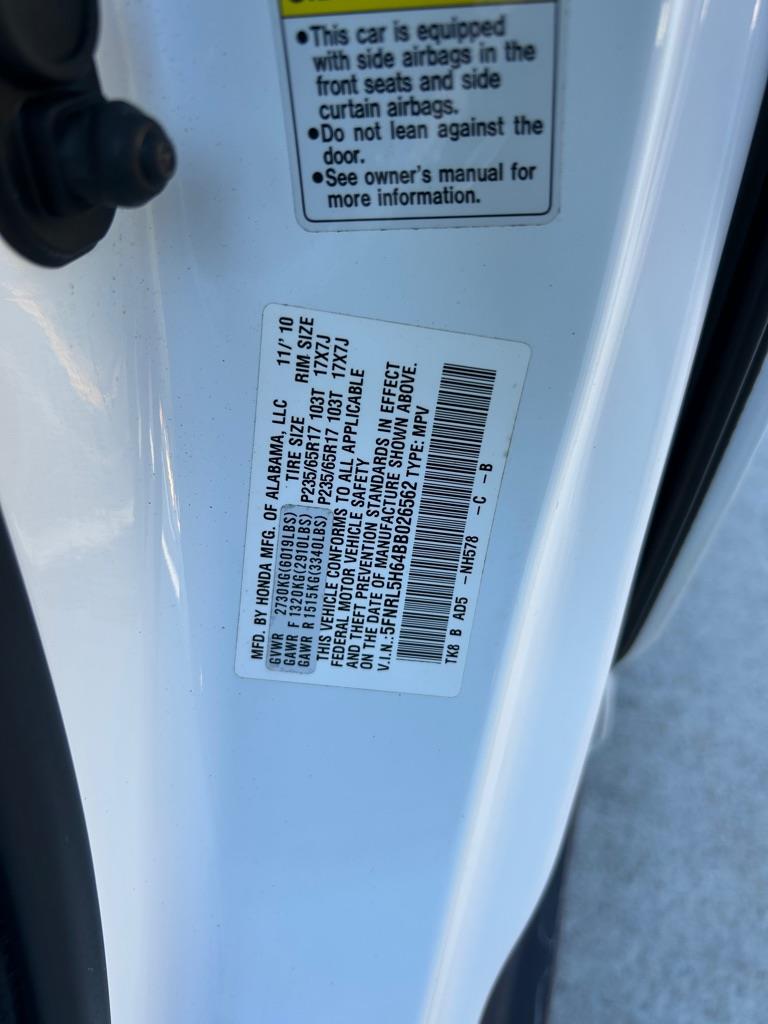 •This car is equipped
with side airbags in the
front seats and side
curtain airbags.
•Do not lean against the
door.
•See owner's manual for
more information.
MFD. BY HONDA MFG. OF ALABAMA, LLC 11/' 10
GVWR 2730KG(6019LBS) TIRE SIZE RIM SIZE
GAWR F 1320KG(2910LBS) P235/65R17 103T 17X7J
GAWR R 1515KG(3340LBS) P235/65R17 103T 17X7J
THIS VEHICLE CONFORMS TO ALL APPLICABLE
FEDERAL MOTOR VEHICLE SAFETY
AND THEFT PREVENTION STANDARDS IN EFFECT
ON THE DATE OF MANUFACTURE SHOWN ABOVE.
V.I.N.:5FNRL5H64BB026562 TYPE:MPV
TK8 B AD5 -NH578 -C -B